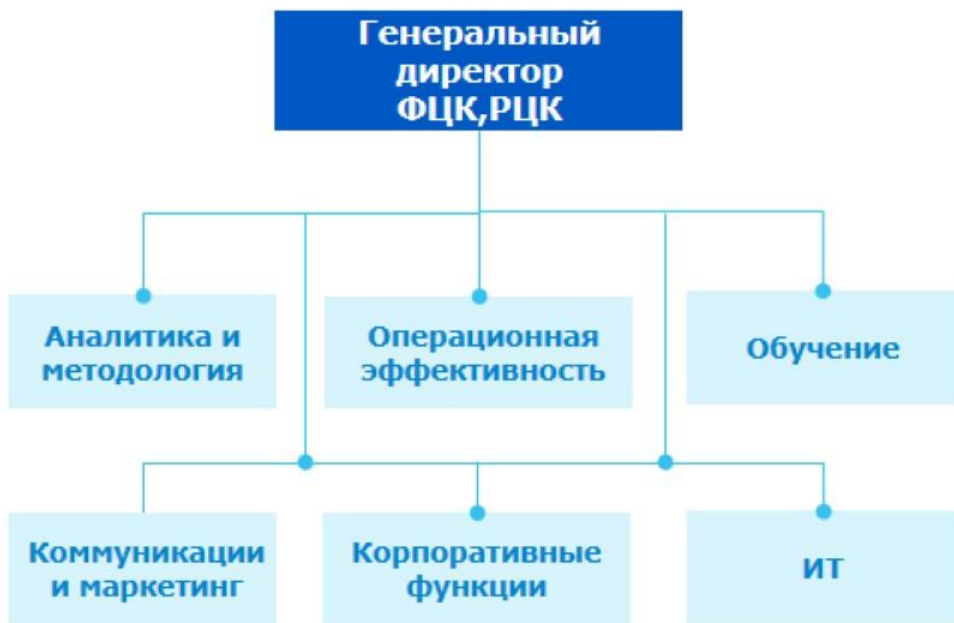 Генеральный
директор
ФЦК,РЦК
Аналитика и
методология
Операционная
эффективность
Обучение
Коммуникации
и маркетинг
Корпоративные
функции
ИТ